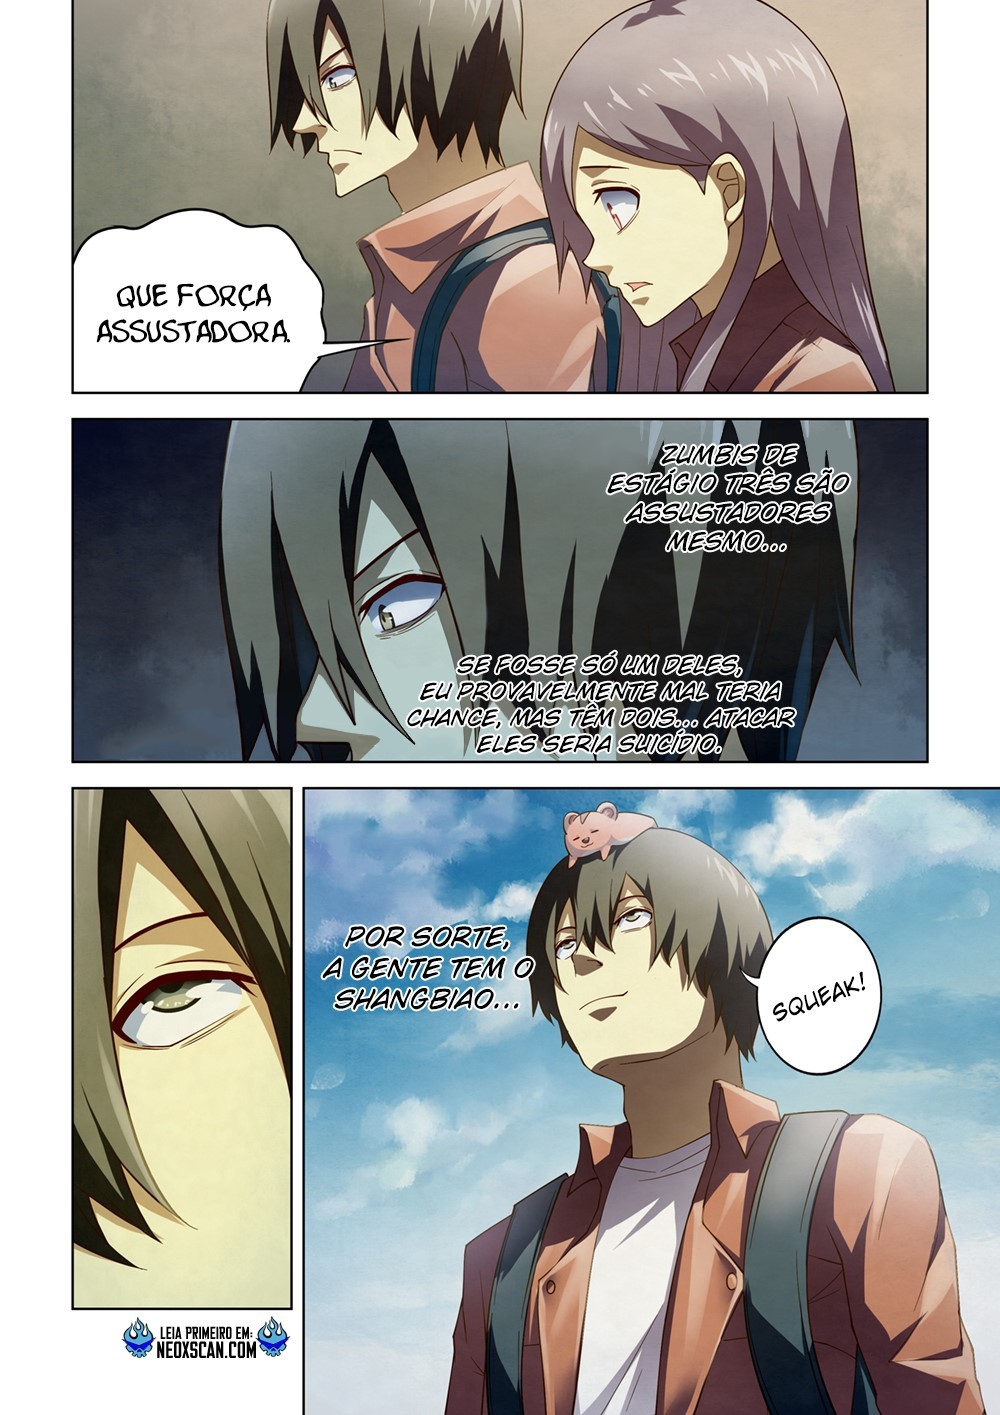 QUE FORÇA
ASSUSTADORA.
ZUMBIS DE
ESTÁGIO TRÊS SÃO
ASSUSTADORES
MESMO...
SE FOSSE SÓ UM DELES,
EU PROVAVELMENTE MAL TERIA
CHANCE, MAS TÊM DOIS... ATACAR
ELES SERIA SUICÍDIO.
POR SORTE,
A GENTE TEM O
SHANGBIAO...
SQUEAK!
LEIA PRIMEIRO EM:
NEOXSCAN.COM